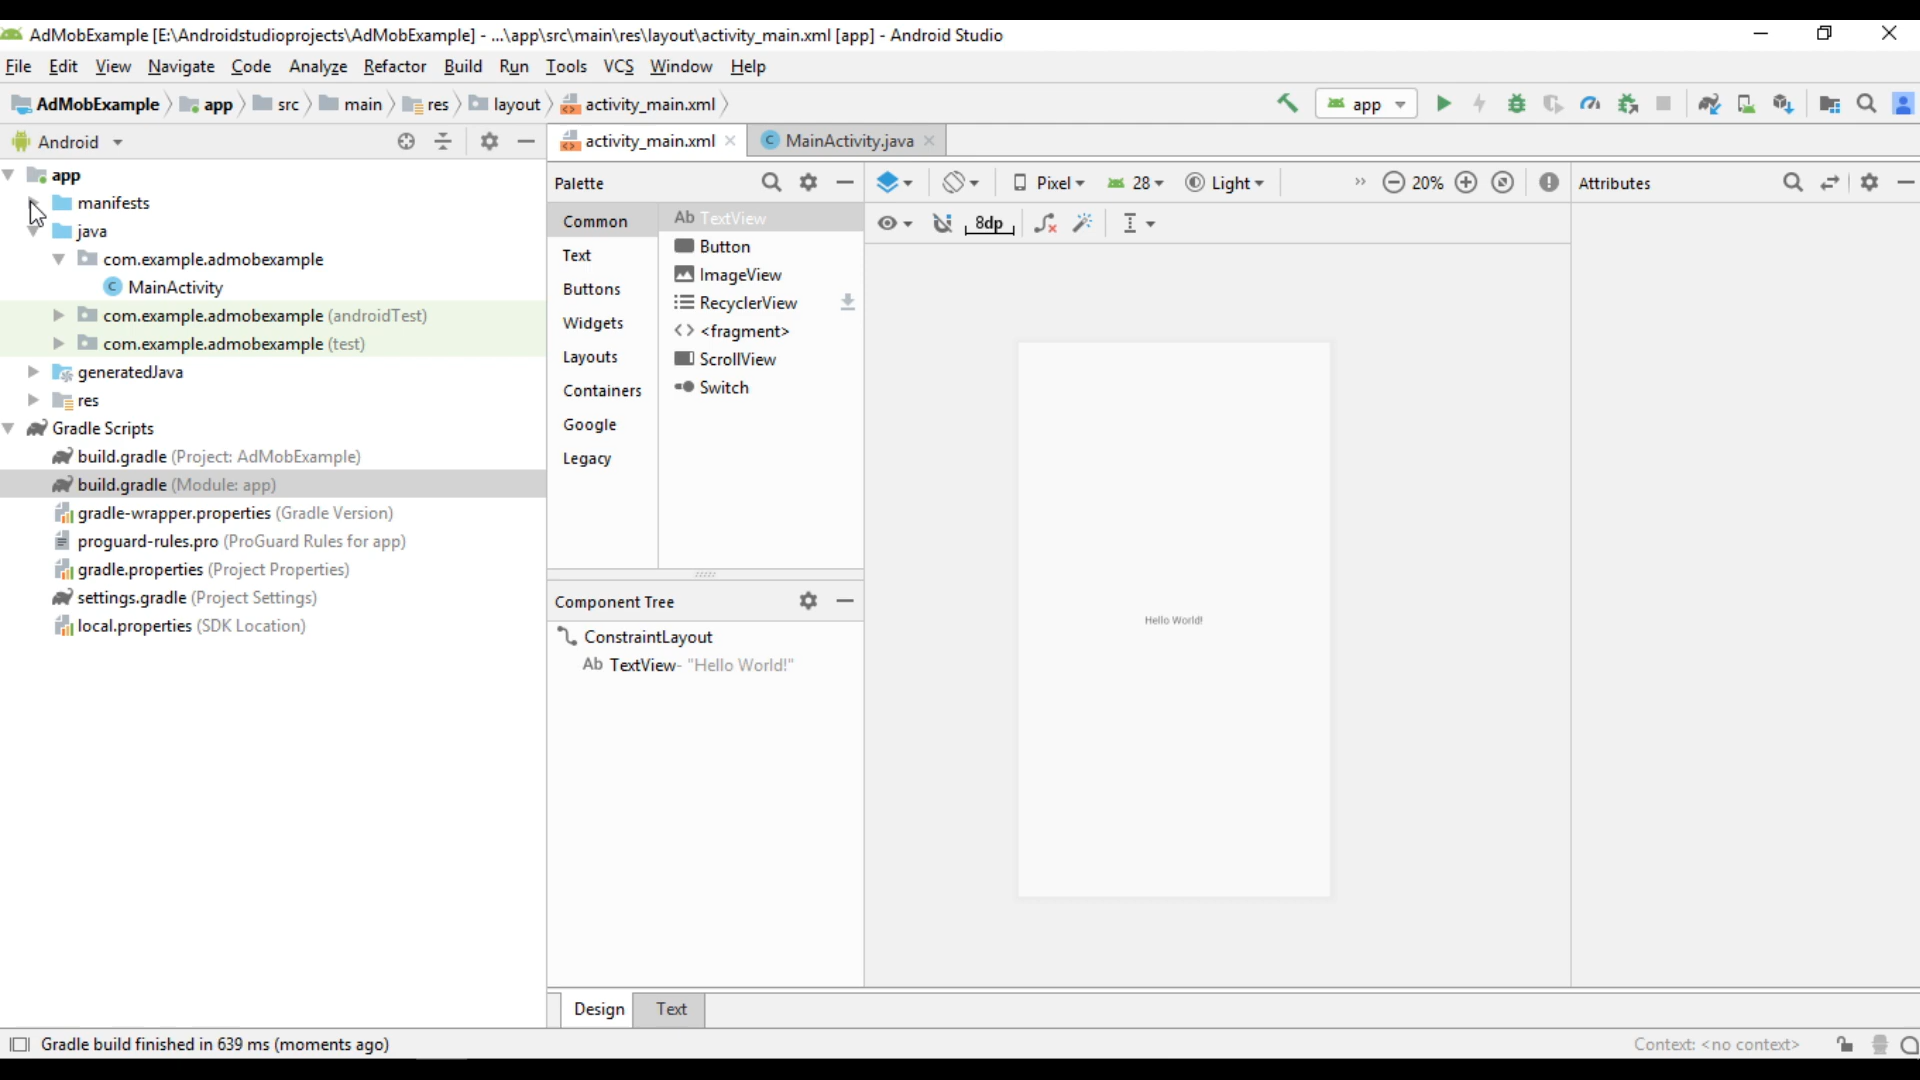 AdMobExample [E:\Androidstudioprojects\AdMobExample] - ...\app\src\main\res\layout\activity_main.xml [app] - Android Studio
File Edit View Navigate Code Analyze Refactor Build Run Tools VCS Window Help
AdMobExample app src main res layout activity_main.xml app
Android
activity_main.xml MainActivity.java
app
manifests
java
com.example.admobexample
MainActivity
com.example.admobexample (androidTest)
com.example.admobexample (test)
generatedJava
res
Gradle Scripts
build.gradle (Project: AdMobExample)
build.gradle (Module: app)
gradle-wrapper.properties (Gradle Version)
proguard-rules.pro (ProGuard Rules for app)
gradle.properties (Project Properties)
settings.gradle (Project Settings)
local.properties (SDK Location)
Palette
Common
Text
Buttons
Widgets
Layouts
Containers
Google
Legacy
Ab TextView
Button
ImageView
RecyclerView
<fragment>
ScrollView
Switch
Component Tree
ConstraintLayout
Ab TextView- "Hello World!"
Pixel 28 Light 20%
8dp
Hello World!
Attributes
Design Text
Gradle build finished in 639 ms (moments ago)
Context: <no context>